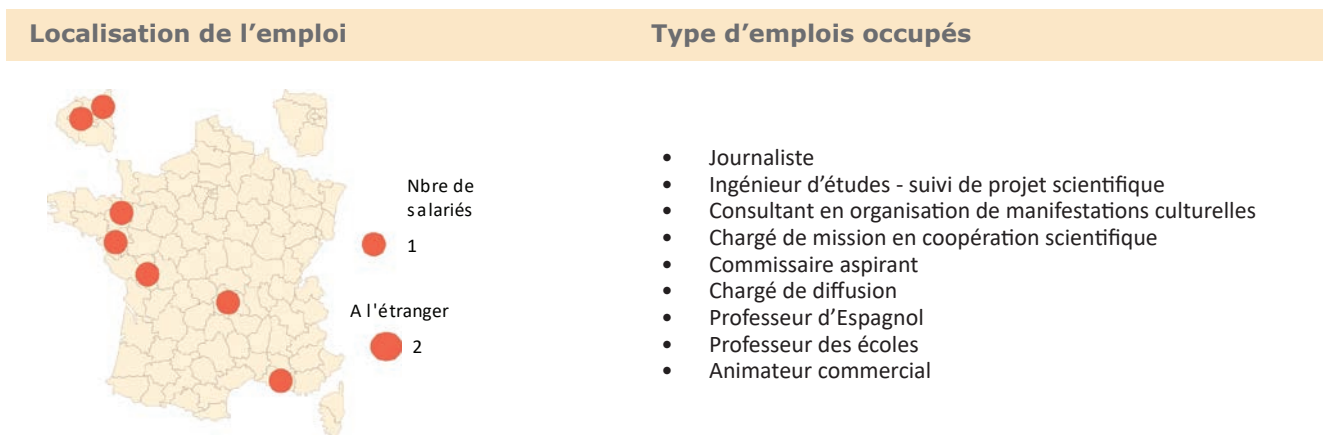 Localisation de l’emploi
Type d’emplois occupés
Nbre de
salariés
1
A l'étranger
2
• Journaliste
• Ingénieur d’études - suivi de projet scientifique
• Consultant en organisation de manifestations culturelles
• Chargé de mission en coopération scientifique
• Commissaire aspirant
• Chargé de diffusion
• Professeur d’Espagnol
• Professeur des écoles
• Animateur commercial